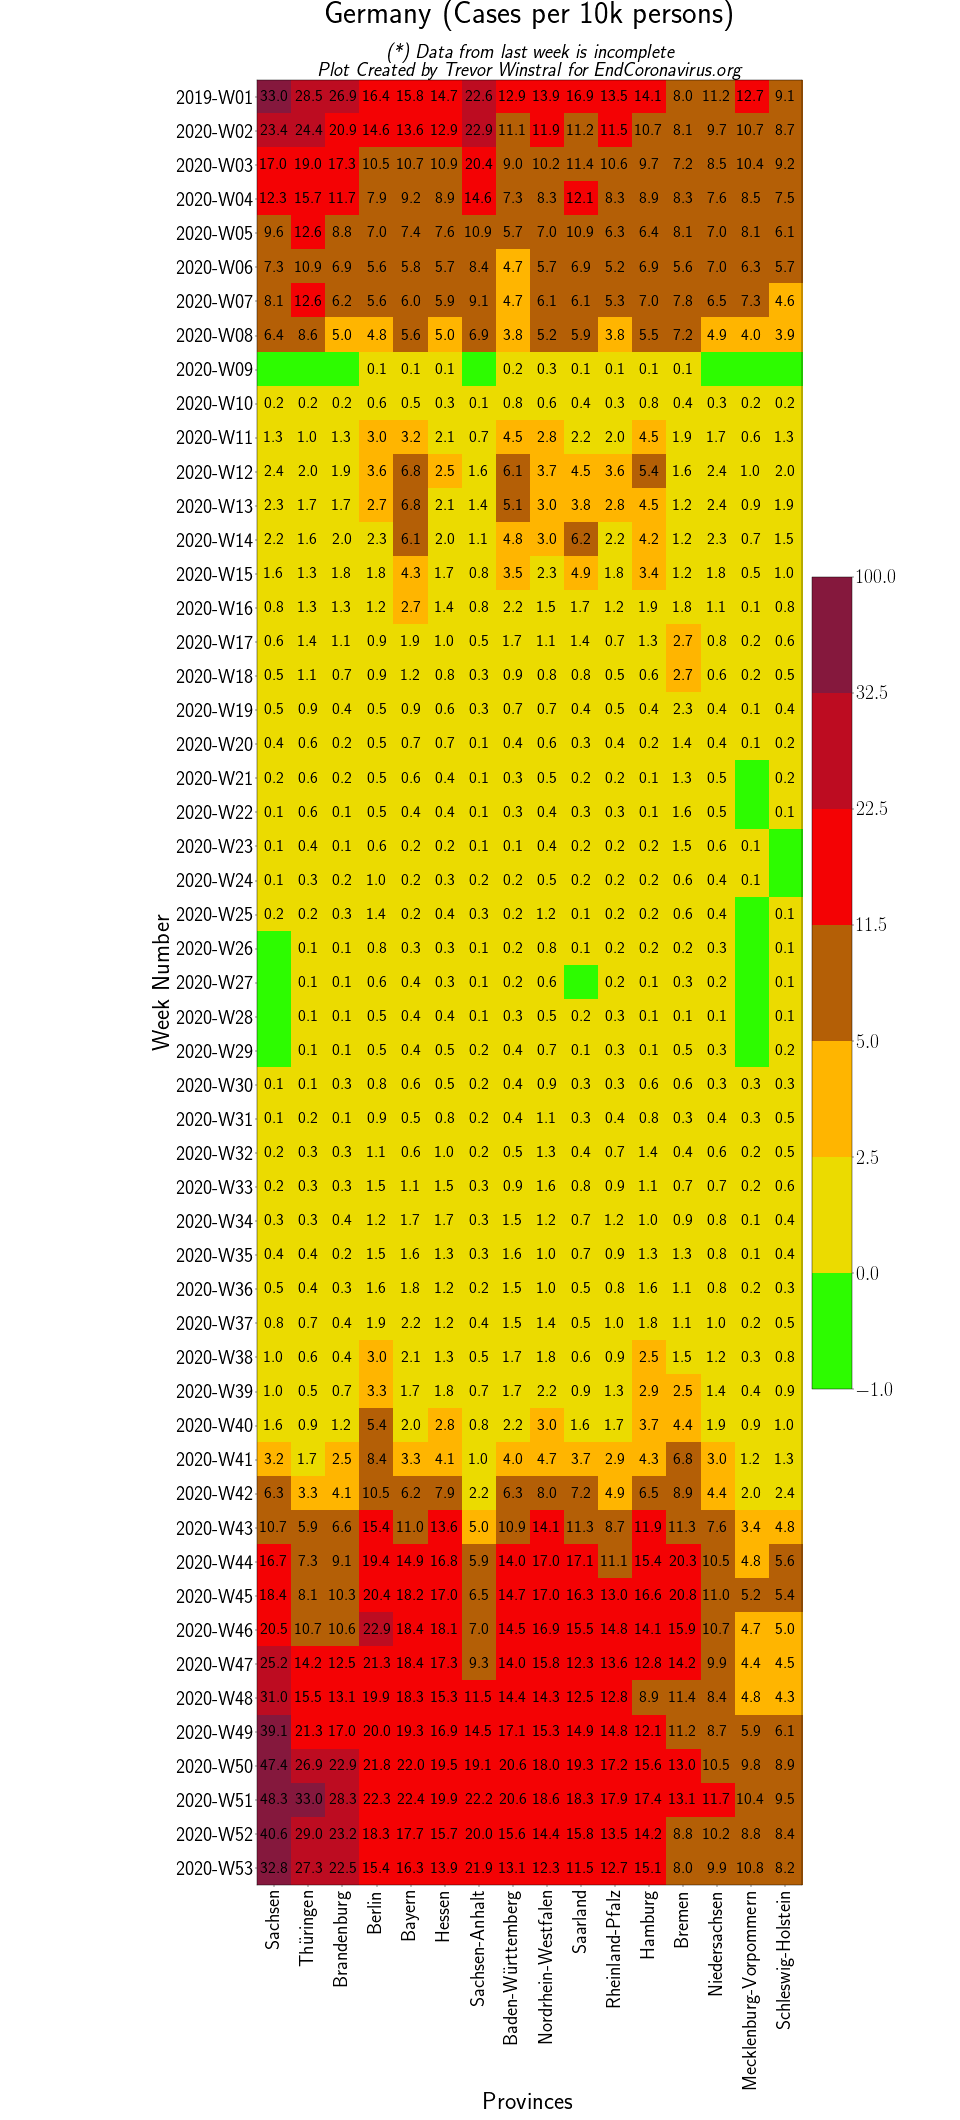 Germany (Cases per 10k persons)
(*) Data from last week is incomplete
Plot Created by Trevor Winstral for EndCoronavirus.org
2019-W01 33.0 28.5 26.9 16.4 15.8 14.7 22.6 12.9 13.9 16.9 13.5 14.1 8.0 11.2 12.7 9.1
2020-W02 23.4 24.4 20.9 14.6 13.6 12.9 22.9 11.1 11.9 11.2 11.5 10.7 8.1 9.7 10.7 8.7
2020-W03 17.0 19.0 17.3 10.5 10.7 10.9 20.4 9.0 10.2 11.4 10.6 9.7 7.2 8.5 10.4 9.2
2020-W04 12.3 15.7 11.7 7.9 9.2 8.9 14.6 7.3 8.3 12.1 8.3 8.9 8.3 7.6 8.5 7.5
2020-W05 9.6 12.6 8.8 7.0 7.4 7.6 10.9 5.7 7.0 10.9 6.3 6.4 8.1 7.0 8.1 6.1
2020-W06 7.3 10.9 6.9 5.6 5.8 5.7 8.4 4.7 5.7 6.9 5.2 6.9 5.6 7.0 6.3 5.7
2020-W07 8.1 12.6 6.2 5.6 6.0 5.9 9.1 4.7 6.1 6.1 5.3 7.0 7.8 6.5 7.3 4.6
2020-W08 6.4 8.6 5.0 4.8 5.6 5.0 6.9 3.8 5.2 5.9 3.8 5.5 7.2 4.9 4.0 3.9
2020-W09 0.1 0.1 0.1 0.2 0.3 0.1 0.1 0.1 0.1
2020-W10 0.2 0.2 0.2 0.6 0.5 0.3 0.1 0.8 0.6 0.4 0.3 0.8 0.4 0.3 0.2 0.2
2020-W11 1.3 1.0 1.3 3.0 3.2 2.1 0.7 4.5 2.8 2.2 2.0 4.5 1.9 1.7 0.6 1.3
2020-W12 2.4 2.0 1.9 3.6 6.8 2.5 1.6 6.1 3.7 4.5 3.6 5.4 1.6 2.4 1.0 2.0
2020-W13 2.3 1.7 1.7 2.7 6.8 2.1 1.4 5.1 3.0 3.8 2.8 4.5 1.2 2.4 0.9 1.9
2020-W14 2.2 1.6 2.0 2.3 6.1 2.0 1.1 4.8 3.0 6.2 2.2 4.2 1.2 2.3 0.7 1.5
2020-W15 1.6 1.3 1.8 1.8 4.3 1.7 0.8 3.5 2.3 4.9 1.8 3.4 1.2 1.8 0.5 1.0
2020-W16 0.8 1.3 1.3 1.2 2.7 1.4 0.8 2.2 1.5 1.7 1.2 1.9 1.8 1.1 0.1 0.8
2020-W17 0.6 1.4 1.1 0.9 1.9 1.0 0.5 1.7 1.1 1.4 0.7 1.3 2.7 0.8 0.2 0.6
2020-W18 0.5 1.1 0.7 0.9 1.2 0.8 0.3 0.9 0.8 0.8 0.5 0.6 2.7 0.6 0.2 0.5
2020-W19 0.5 0.9 0.4 0.5 0.9 0.6 0.3 0.7 0.7 0.4 0.5 0.4 2.3 0.4 0.1 0.4
2020-W20 0.4 0.6 0.2 0.5 0.7 0.7 0.1 0.4 0.6 0.3 0.4 0.2 1.4 0.4 0.1 0.2
2020-W21 0.2 0.6 0.2 0.5 0.6 0.4 0.1 0.3 0.5 0.2 0.2 0.1 1.3 0.5 0.2
2020-W22 0.1 0.6 0.1 0.5 0.4 0.4 0.1 0.3 0.4 0.3 0.3 0.1 1.6 0.5 0.1
2020-W23 0.1 0.4 0.1 0.6 0.2 0.2 0.1 0.1 0.4 0.2 0.2 0.2 1.5 0.6 0.1
2020-W24 0.1 0.3 0.2 1.0 0.2 0.3 0.2 0.2 0.5 0.2 0.2 0.2 0.6 0.4 0.1
2020-W25 0.2 0.2 0.3 1.4 0.2 0.4 0.3 0.2 1.2 0.1 0.2 0.2 0.6 0.4 0.1
2020-W26 0.1 0.1 0.8 0.3 0.3 0.1 0.2 0.8 0.1 0.2 0.2 0.2 0.3 0.1
2020-W27 0.1 0.1 0.6 0.4 0.3 0.1 0.2 0.6 0.2 0.1 0.3 0.2 0.1
2020-W28 0.1 0.1 0.5 0.4 0.4 0.1 0.3 0.5 0.2 0.3 0.1 0.1 0.1 0.1
2020-W29 0.1 0.1 0.5 0.4 0.5 0.2 0.4 0.7 0.1 0.3 0.1 0.5 0.3 0.2
2020-W30 0.1 0.1 0.3 0.8 0.6 0.5 0.2 0.4 0.9 0.3 0.3 0.6 0.6 0.3 0.3 0.3
2020-W31 0.1 0.2 0.1 0.9 0.5 0.8 0.2 0.4 1.1 0.3 0.4 0.8 0.3 0.4 0.3 0.5
2020-W32 0.2 0.3 0.3 1.1 0.6 1.0 0.2 0.5 1.3 0.4 0.7 1.4 0.4 0.6 0.2 0.5
2020-W33 0.2 0.3 0.3 1.5 1.1 1.5 0.3 0.9 1.6 0.8 0.9 1.1 0.7 0.7 0.2 0.6
2020-W34 0.3 0.3 0.4 1.2 1.7 1.7 0.3 1.5 1.2 0.7 1.2 1.0 0.9 0.8 0.1 0.4
2020-W35 0.4 0.4 0.2 1.5 1.6 1.3 0.3 1.6 1.0 0.7 0.9 1.3 1.3 0.8 0.1 0.4
2020-W36 0.5 0.4 0.3 1.6 1.8 1.2 0.2 1.5 1.0 0.5 0.8 1.6 1.1 0.8 0.2 0.3
2020-W37 0.8 0.7 0.4 1.9 2.2 1.2 0.4 1.5 1.4 0.5 1.0 1.8 1.1 1.0 0.2 0.5
2020-W38 1.0 0.6 0.4 3.0 2.1 1.3 0.5 1.7 1.8 0.6 0.9 2.5 1.5 1.2 0.3 0.8
2020-W39 1.0 0.5 0.7 3.3 1.7 1.8 0.7 1.7 2.2 0.9 1.3 2.9 2.5 1.4 0.4 0.9
2020-W40 1.6 0.9 1.2 5.4 2.0 2.8 0.8 2.2 3.0 1.6 1.7 3.7 4.4 1.9 0.9 1.0
2020-W41 3.2 1.7 2.5 8.4 3.3 4.1 1.0 4.0 4.7 3.7 2.9 4.3 6.8 3.0 1.2 1.3
2020-W42 6.3 3.3 4.1 10.5 6.2 7.9 2.2 6.3 8.0 7.2 4.9 6.5 8.9 4.4 2.0 2.4
2020-W43 10.7 5.9 6.6 15.4 11.0 13.6 5.0 10.9 14.1 11.3 8.7 11.9 11.3 7.6 3.4 4.8
2020-W44 16.7 7.3 9.1 19.4 14.9 16.8 5.9 14.0 17.0 17.1 11.1 15.4 20.3 10.5 4.8 5.6
2020-W45 18.4 8.1 10.3 20.4 18.2 17.0 6.5 14.7 17.0 16.3 13.0 16.6 20.8 11.0 5.2 5.4
2020-W46 20.5 10.7 10.6 22.9 18.4 18.1 7.0 14.5 16.9 15.5 14.8 14.1 15.9 10.7 4.7 5.0
2020-W47 25.2 14.2 12.5 21.3 18.4 17.3 9.3 14.0 15.8 12.3 13.6 12.8 14.2 9.9 4.4 4.5
2020-W48 31.0 15.5 13.1 19.9 18.3 15.3 11.5 14.4 14.3 12.5 12.8 8.9 11.4 8.4 4.8 4.3
2020-W49 39.1 21.3 17.0 20.0 19.3 16.9 14.5 17.1 15.3 14.9 14.8 12.1 11.2 8.7 5.9 6.1
2020-W50 47.4 26.9 22.9 21.8 22.0 19.5 19.1 20.6 18.0 19.3 17.2 15.6 13.0 10.5 9.8 8.9
2020-W51 48.3 33.0 28.3 22.3 22.4 19.9 22.2 20.6 18.6 18.3 17.9 17.4 13.1 11.7 10.4 9.5
2020-W52 40.6 29.0 23.2 18.3 17.7 15.7 20.0 15.6 14.4 15.8 13.5 14.2 8.8 10.2 8.8 8.4
2020-W53 32.8 27.3 22.5 15.4 16.3 13.9 21.9 13.1 12.3 11.5 12.7 15.1 8.0 9.9 10.8 8.2
Week Number
Sachsen
Thüringen
Brandenburg
Berlin
Bayern
Hessen
Sachsen-Anhalt
Baden-Württemberg
Nordrhein-Westfalen
Saarland
Rheinland-Pfalz
Hamburg
Bremen
Niedersachsen
Mecklenburg-Vorpommern
Schleswig-Holstein
Provinces
100.0
32.5
22.5
11.5
5.0
2.5
0.0
−1.0